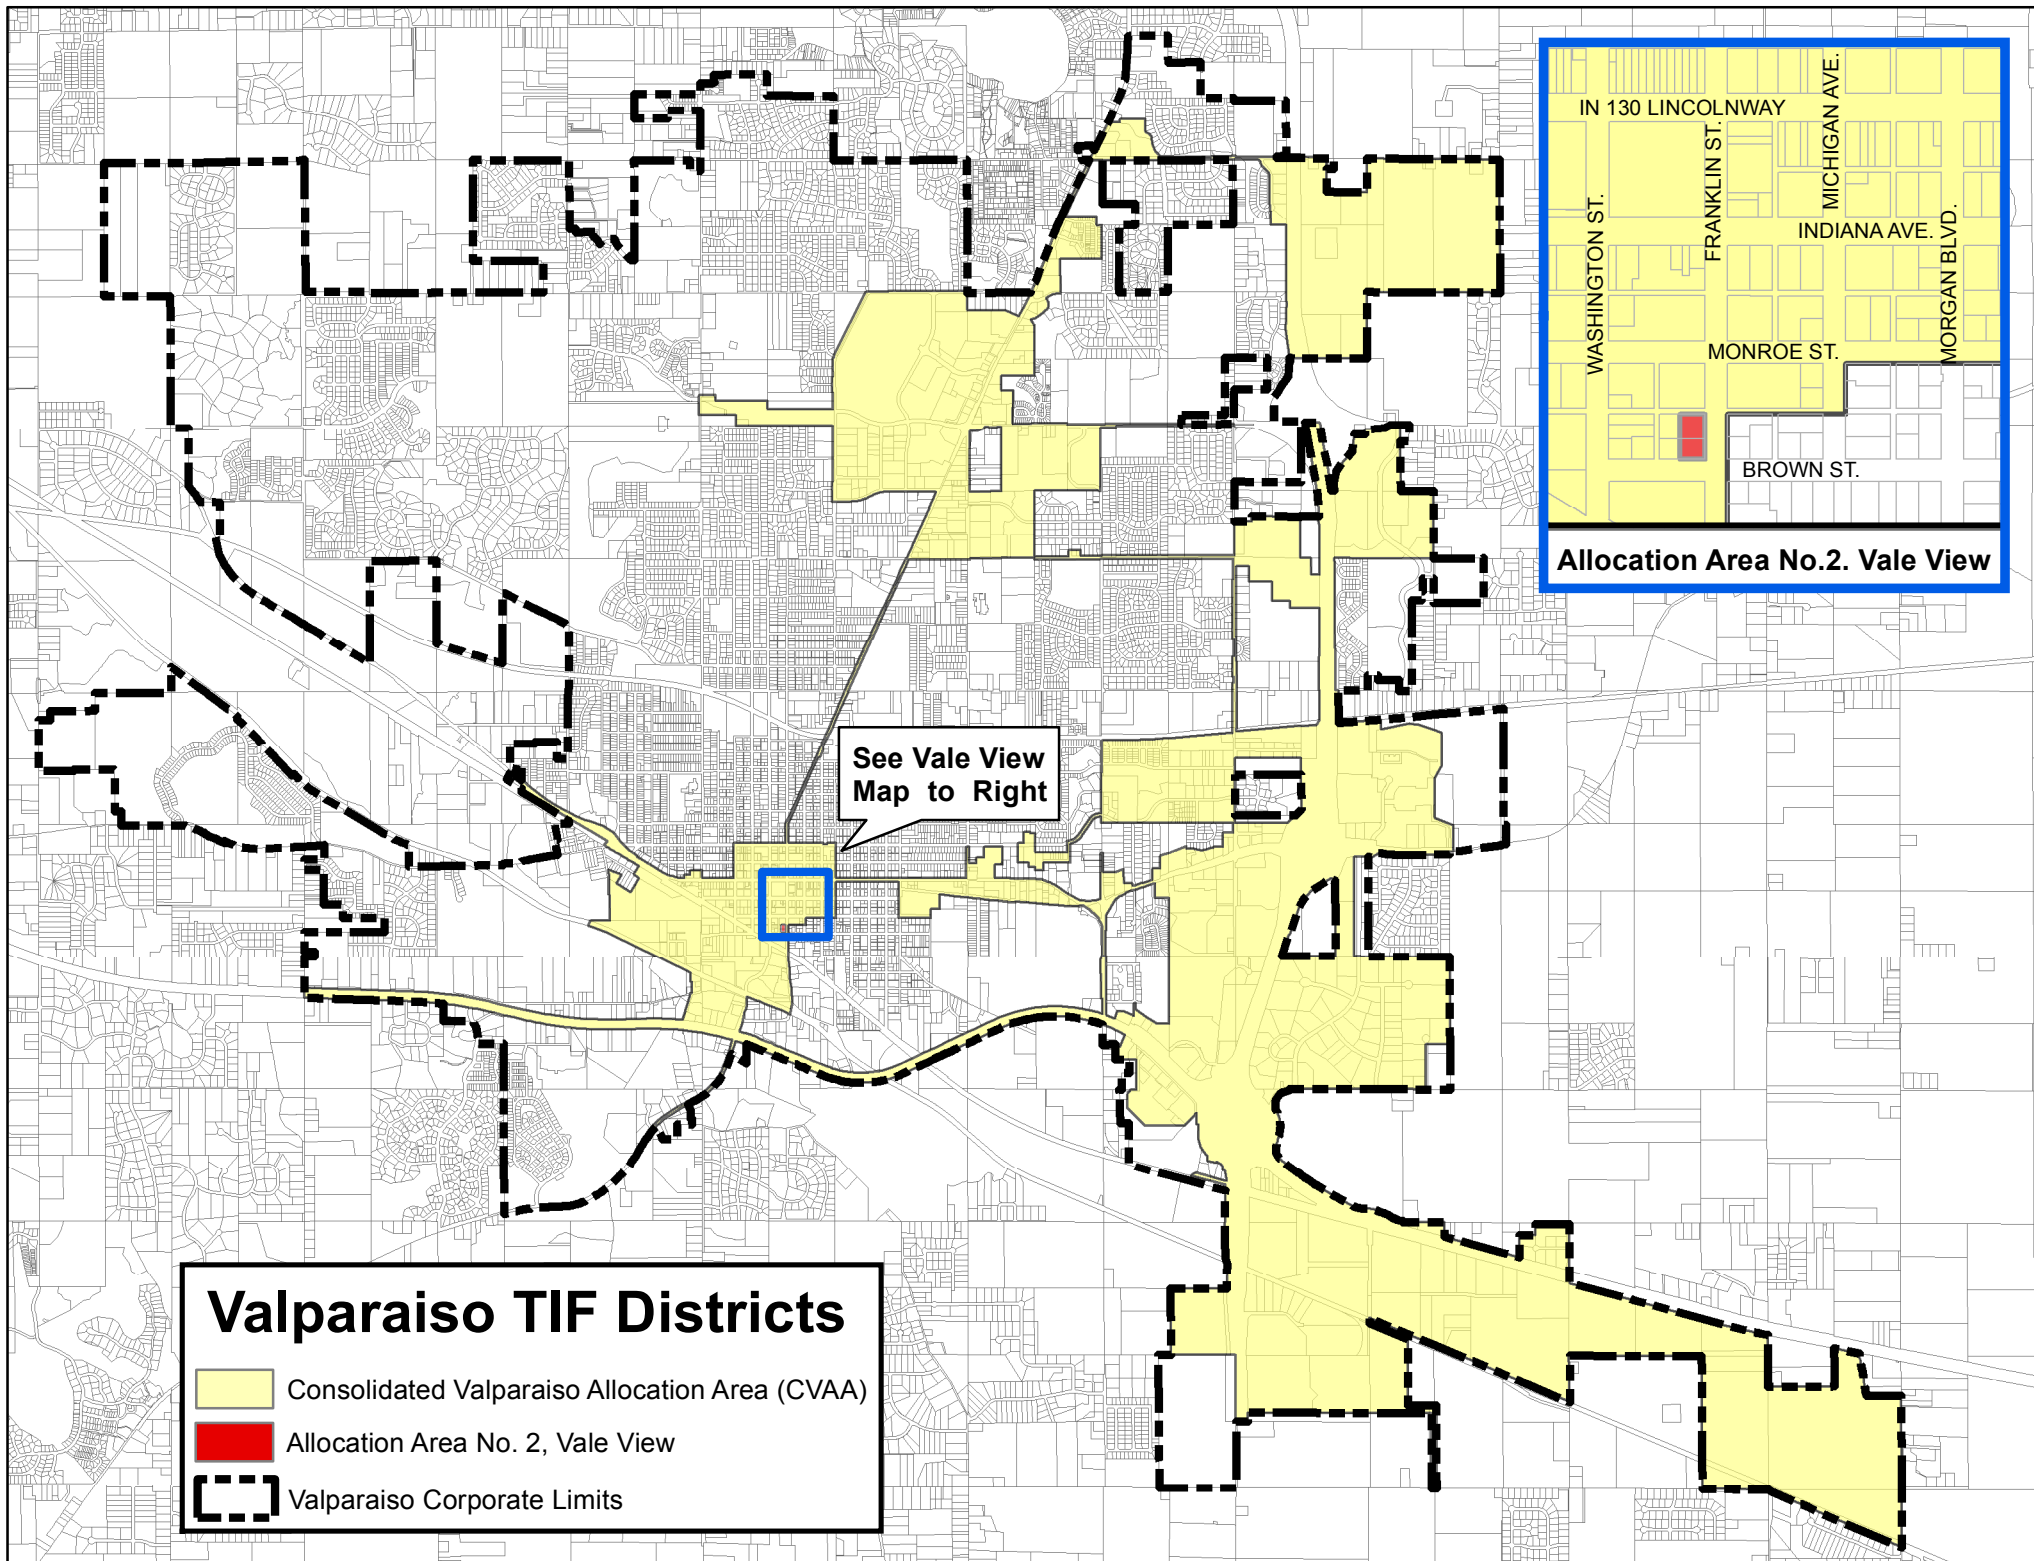 IN 130 LINCOLNWAY
MICHIGAN AVE.
FRANKLIN ST.
WASHINGTON ST.
INDIANA AVE.
MORGAN BLVD.
MONROE ST.
BROWN ST.
Allocation Area No.2. Vale View
See Vale View
Map to Right
Valparaiso TIF Districts
Consolidated Valparaiso Allocation Area (CVAA)
Allocation Area No. 2, Vale View
Valparaiso Corporate Limits